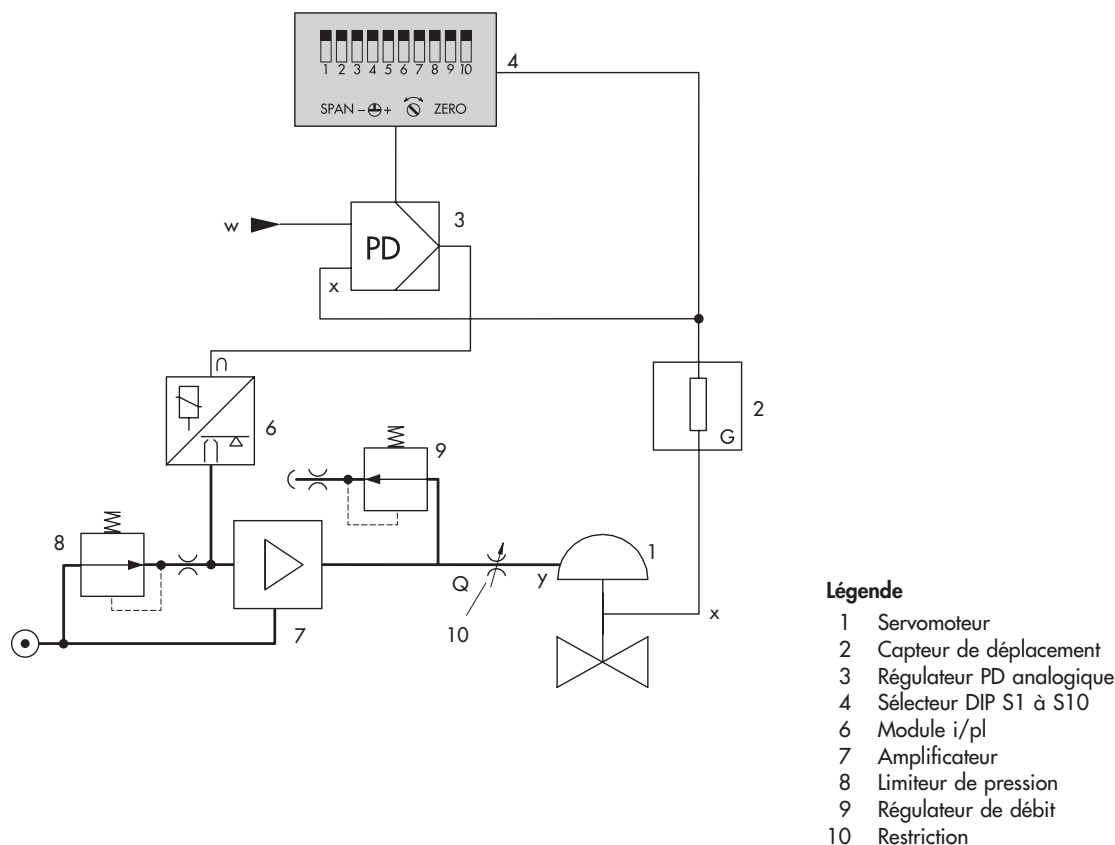 1 2 3 4 5 6 7 8 9 10
SPAN – + ZERO
4
w
PD
3
x
6
2
G
9
8
7
Q
10
y
1
x
Légende
1 Servomoteur
2 Capteur de déplacement
3 Régulateur PD analogique
4 Sélecteur DIP S1 à S10
6 Module i/pl
7 Amplificateur
8 Limiteur de pression
9 Régulateur de débit
10 Restriction